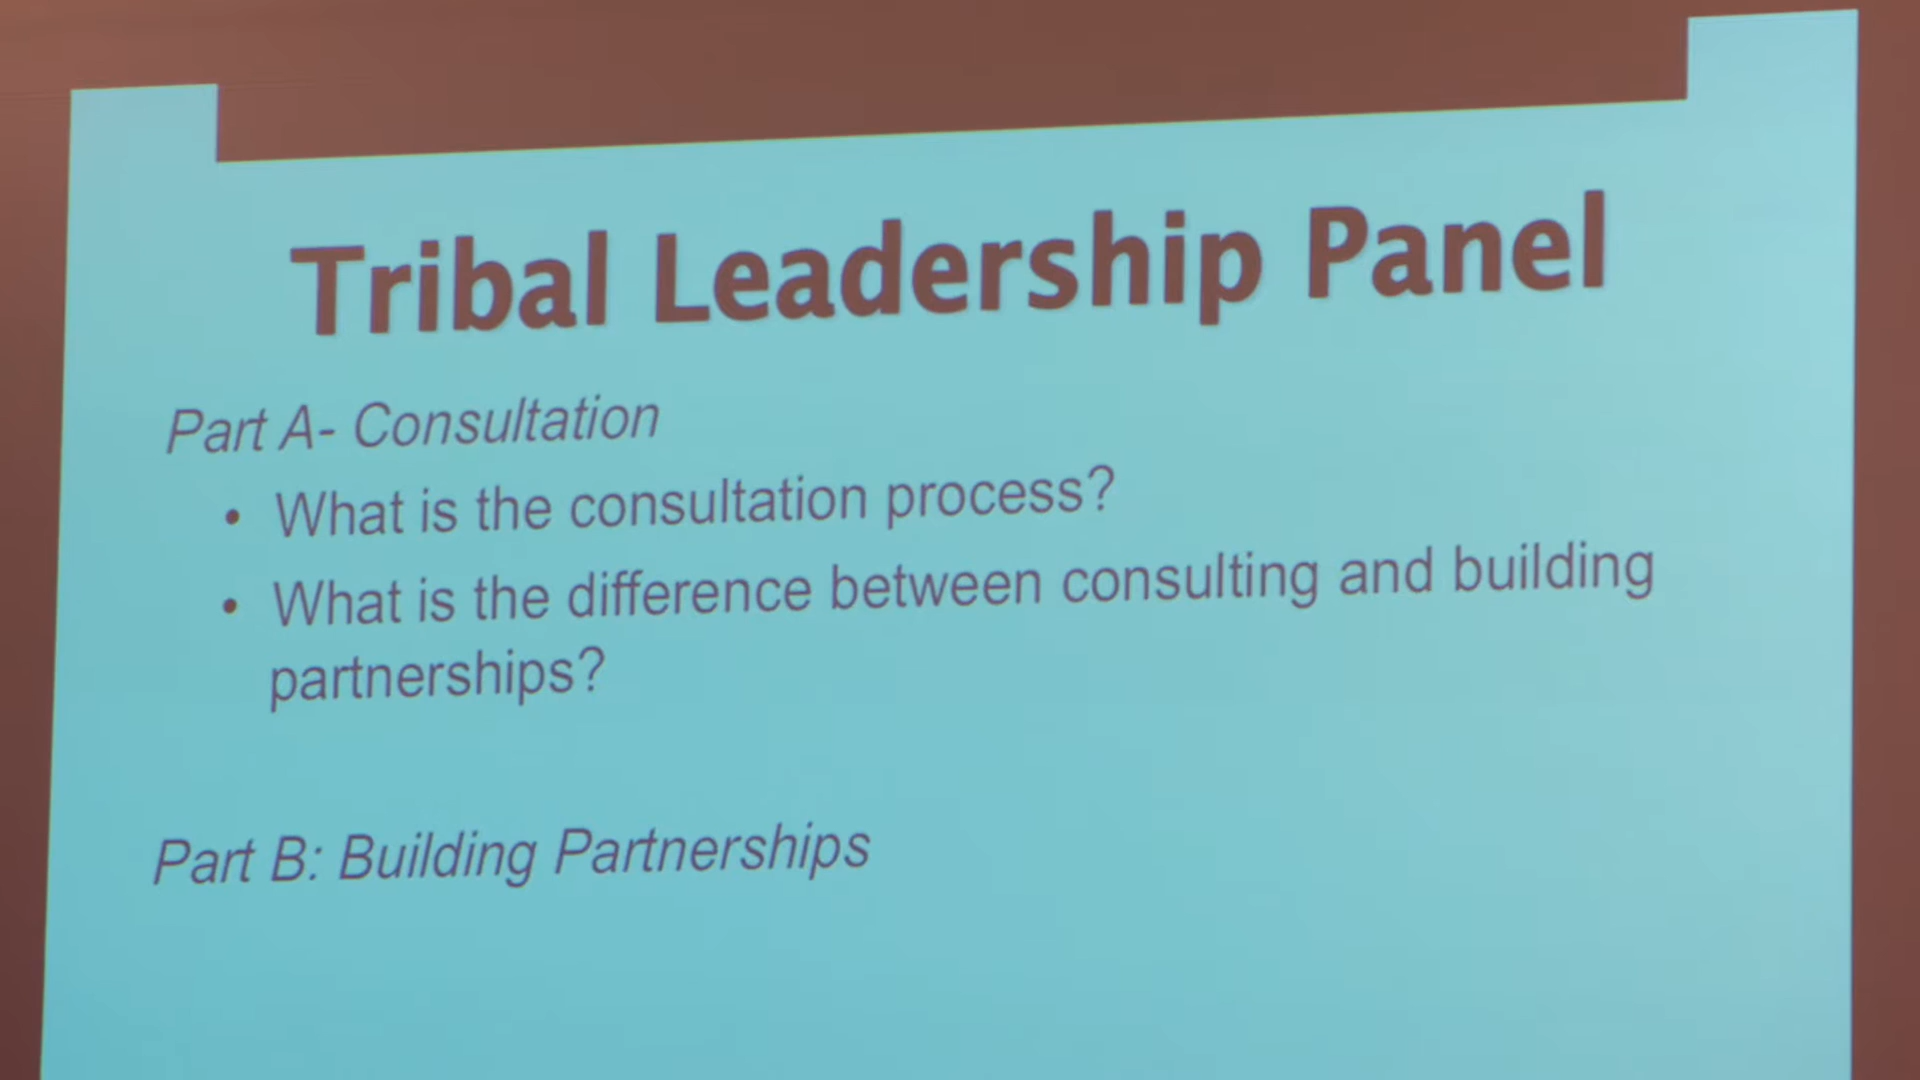 Tribal Leadership Panel
Part A- Consultation
• What is the consultation process?
• What is the difference between consulting and building
partnerships?
Part B: Building Partnerships